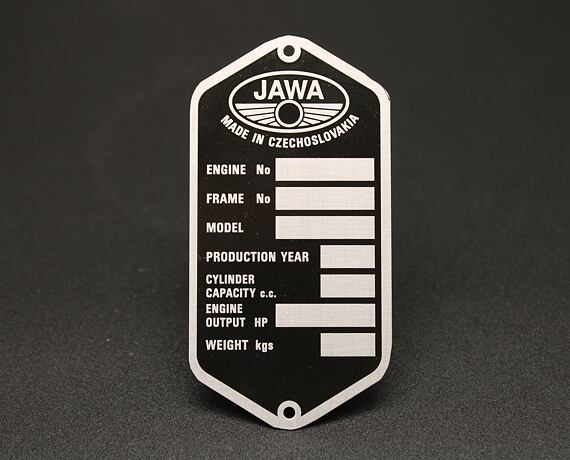 JAWA
MADE IN CZECHOSLOVAKIA
ENGINE No
FRAME No
MODEL
PRODUCTION YEAR
CYLINDER
CAPACITY c.c.
ENGINE
OUTPUT HP
WEIGHT kgs